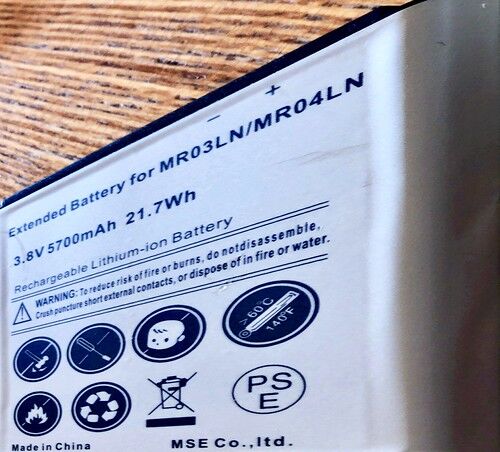 − +
Extended Battery for MR03LN/MR04LN
3.8V 5700mAh 21.7Wh
Rechargeable Lithium-ion Battery
WARNING: To reduce risk of fire or burns, do notdisassemble,
Crush puncture short external contacts, or dispose of in fire or water.
>60°C
140°F
PS
E
Made in China
MSE Co.,ltd.